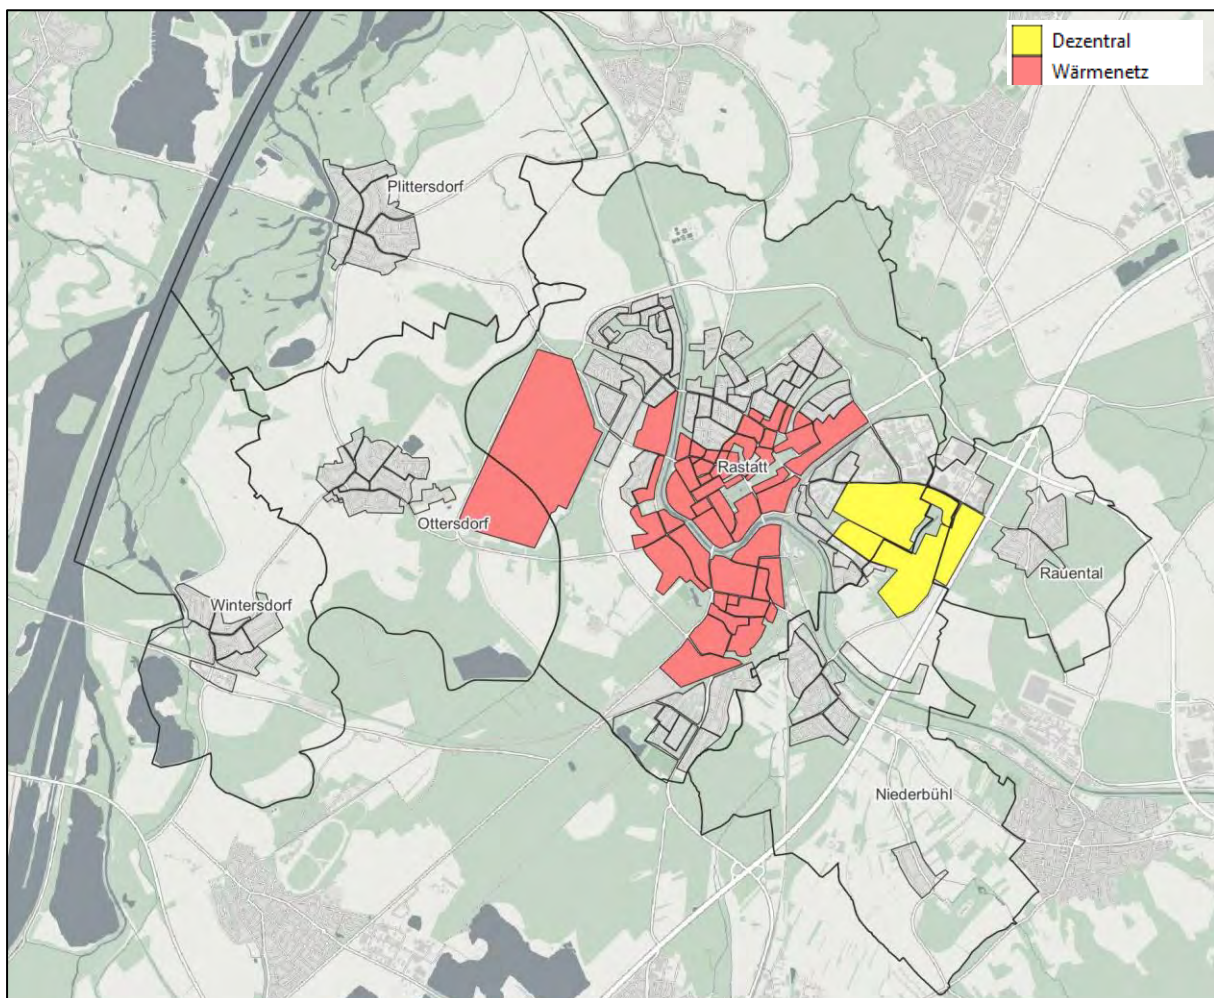 Dezentral
Wärmenetz
Plittersdorf
Rastatt
Ottersdorf
Rauental
Wintersdorf
Niederbühl